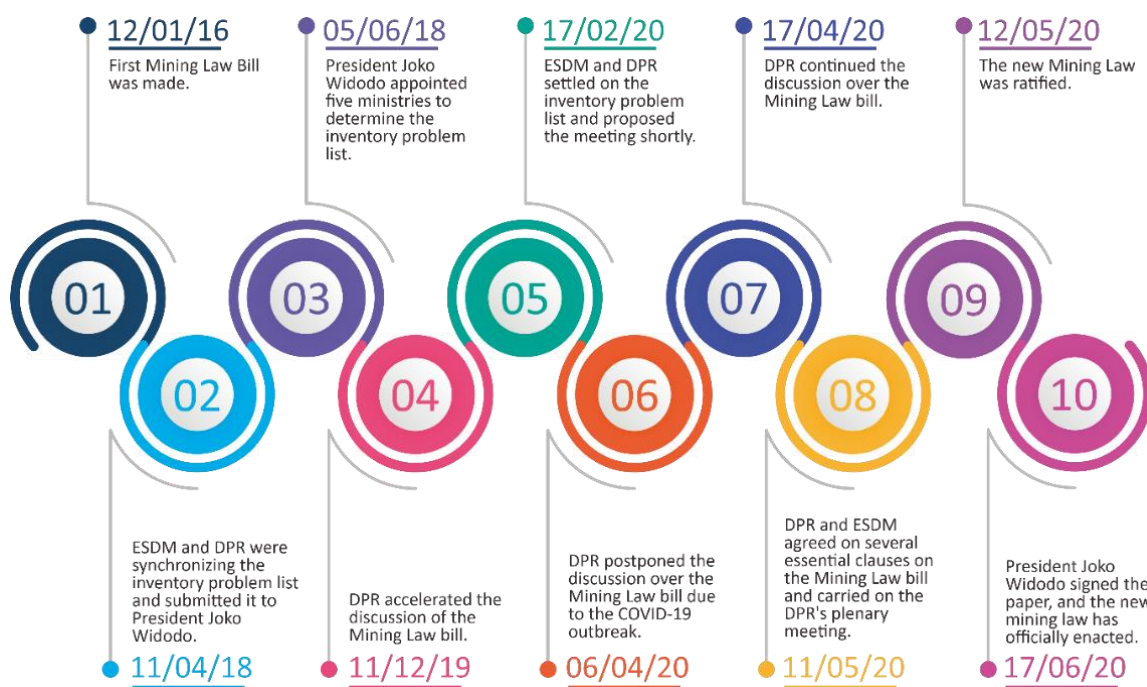 12/01/16
First Mining Law Bill
was made.
05/06/18
President Joko
Widodo appointed
five ministries to
determine the
inventory problem
list.
17/02/20
ESDM and DPR
settled on the
inventory problem
list and proposed
the meeting shortly.
17/04/20
DPR continued the
discussion over the
Mining Law bill.
12/05/20
The new Mining Law
was ratified.
01
03
05
07
09
02
04
06
08
10
ESDM and DPR were
synchronizing the
inventory problem list
and submitted it to
President Joko
Widodo.
11/04/18
DPR accelerated the
discussion of the
Mining Law bill.
11/12/19
DPR postponed the
discussion over the
Mining Law bill due
to the COVID-19
outbreak.
06/04/20
DPR and ESDM
agreed on several
essential clauses on
the Mining Law bill
and carried on the
DPR's plenary
meeting.
11/05/20
President Joko
Widodo signed the
paper, and the new
mining law has
officially enacted.
17/06/20